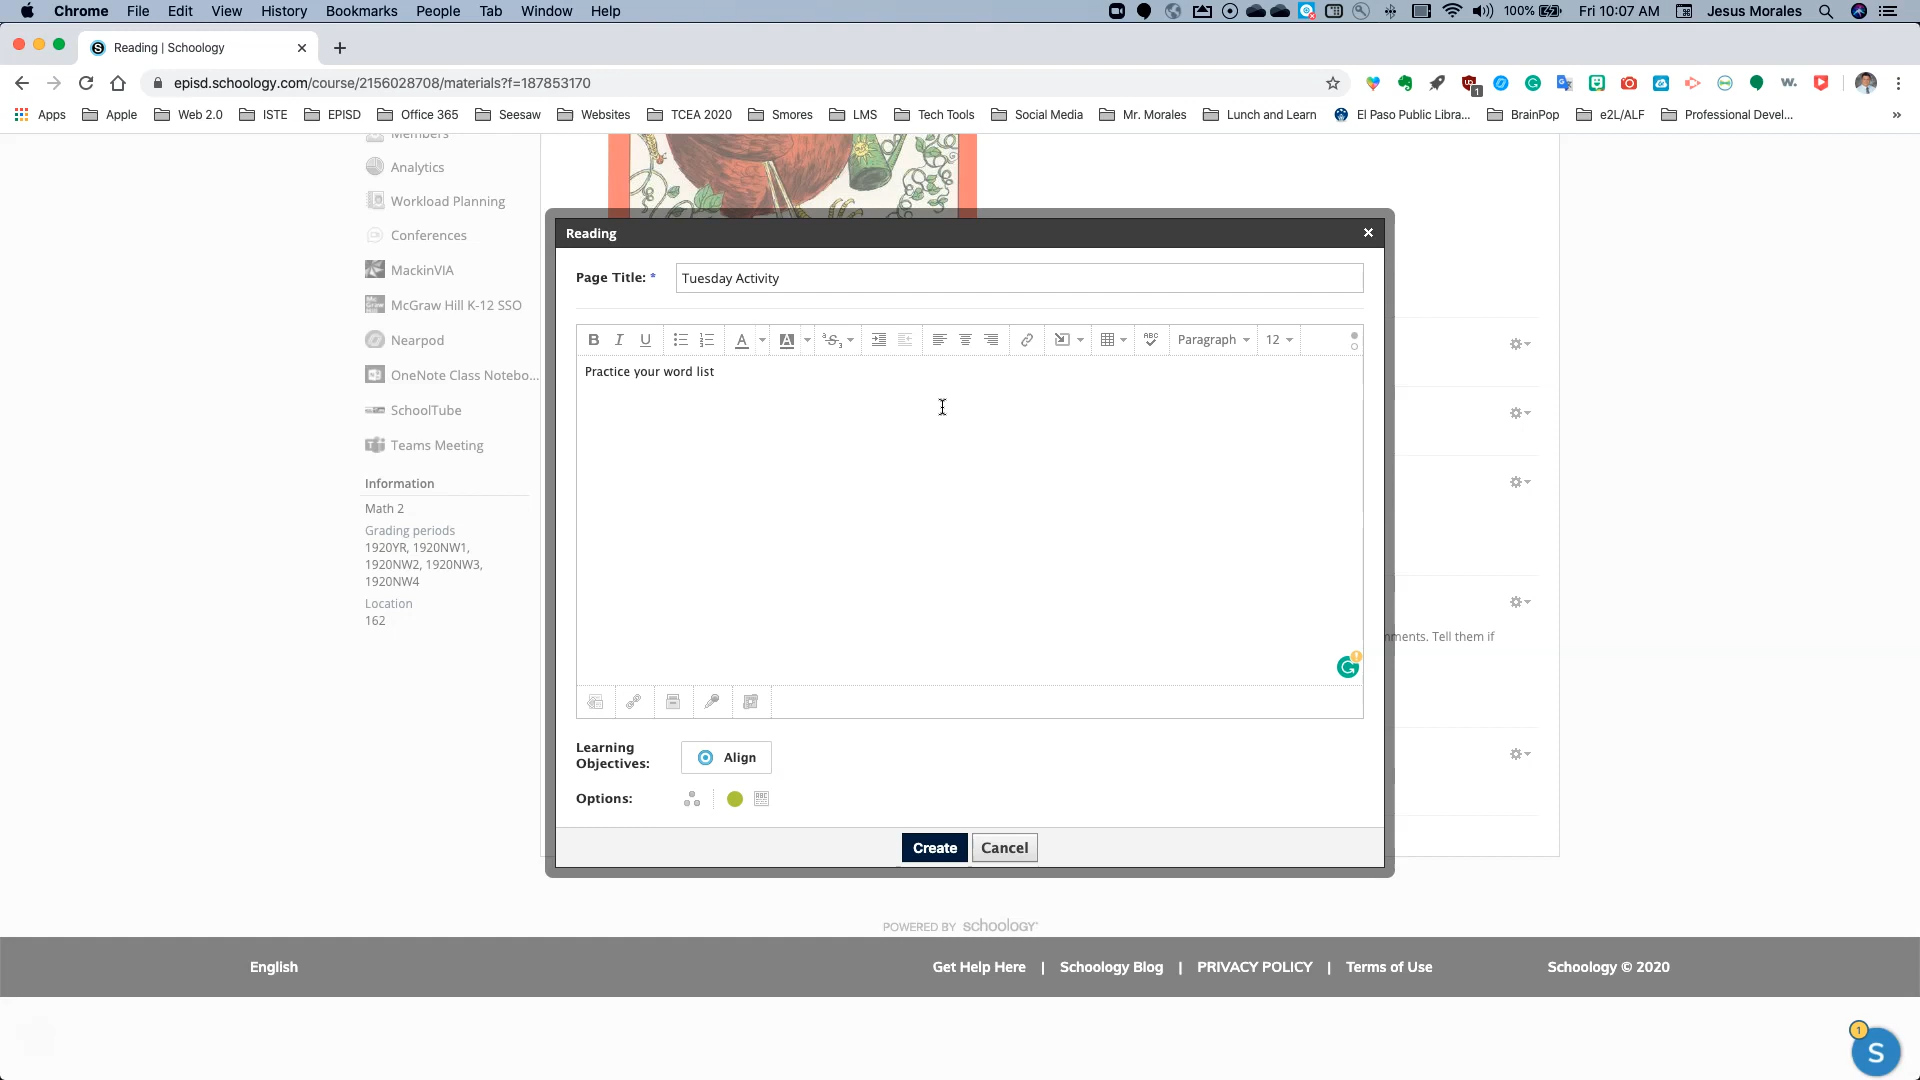 Chrome File Edit View History Bookmarks People Tab Window Help 100% Fri 10:07 AM Jesus Morales
Reading | Schoology
episd.schoology.com/course/2156028708/materials?f=187853170
Apps Apple Web 2.0 ISTE EPISD Office 365 Seesaw Websites TCEA 2020 Smores LMS Tech Tools Social Media Mr. Morales Lunch and Learn El Paso Public Libra... BrainPop e2L/ALF Professional Devel... »
Members
Analytics
Workload Planning
Conferences
MackinVIA
McGraw Hill K-12 SSO
Nearpod
OneNote Class Notebo...
SchoolTube
Teams Meeting
Information
Math 2
Grading periods
1920YR, 1920NW1,
1920NW2, 1920NW3,
1920NW4
Location
162
Reading
Page Title: * Tuesday Activity
B I U A A Paragraph 12
Practice your word list
Learning
Objectives:
Align
Options:
Create Cancel
ments. Tell them if
POWERED BY schoology
English Get Help Here | Schoology Blog | PRIVACY POLICY | Terms of Use Schoology © 2020
1
S